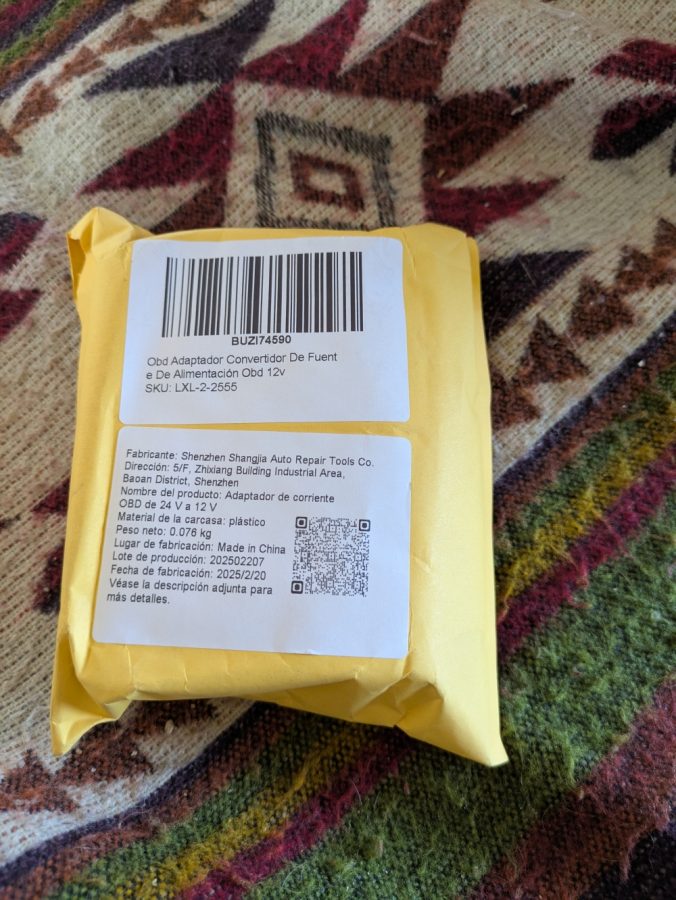 BUZI74590
Obd Adaptador Convertidor De Fuent
e De Alimentación Obd 12v
SKU: LXL-2-2555
Fabricante: Shenzhen Shangjia Auto Repair Tools Co.
Dirección: 5/F, Zhixiang Building Industrial Area,
Baoan District, Shenzhen
Nombre del producto: Adaptador de corriente
OBD de 24 V a 12 V
Material de la carcasa: plástico
Peso neto: 0.076 kg
Lugar de fabricación: Made in China
Lote de producción: 202502207
Fecha de fabricación: 2025/2/20
Véase la descripción adjunta para
más detalles.